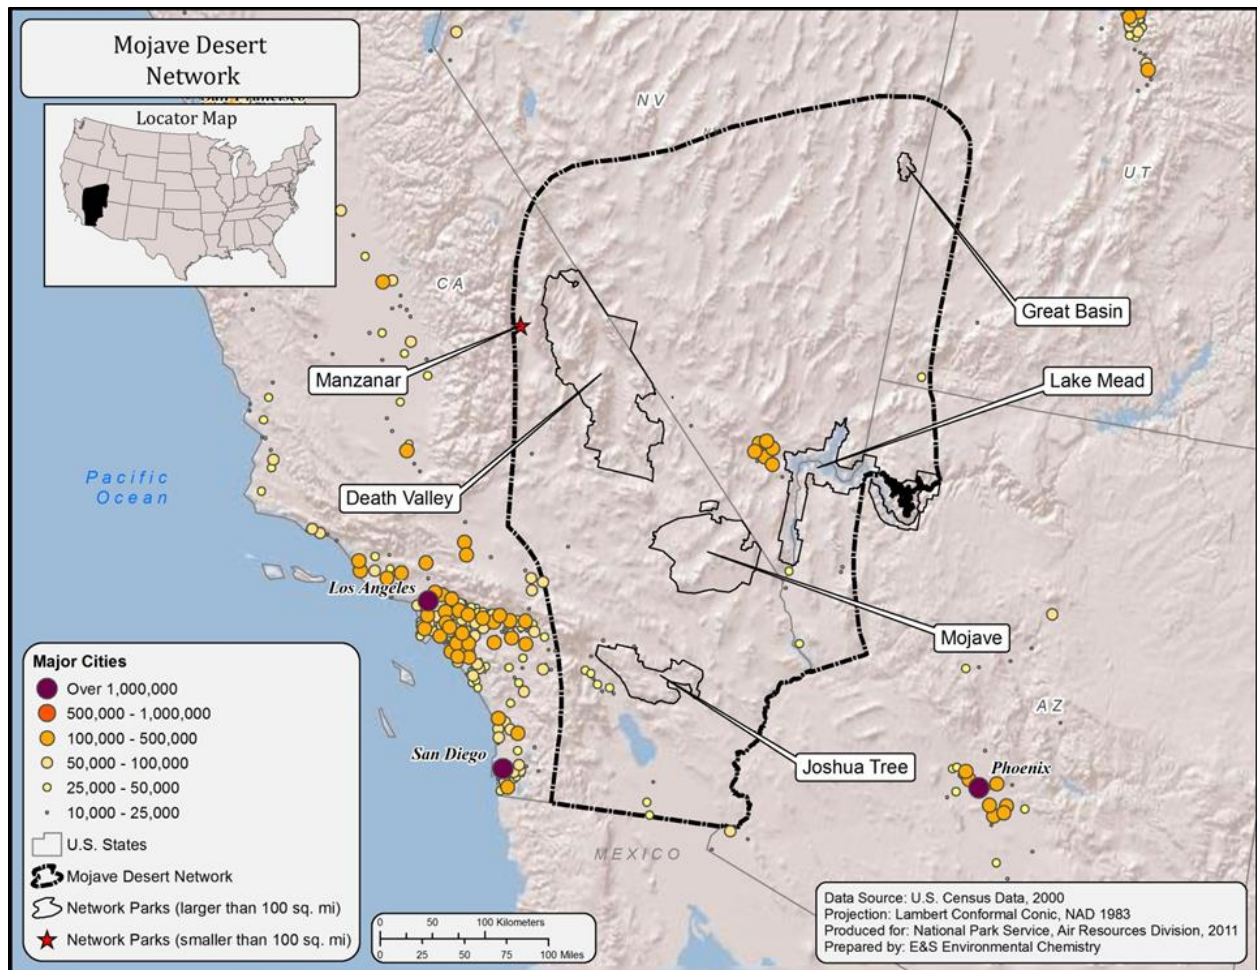 Mojave Desert
Network
San Francisco
Locator Map
NV
UT
CA
Great Basin
Manzanar
Lake Mead
Pacific
Ocean
Death Valley
Los Angeles
Mojave
AZ
San Diego
Joshua Tree
Phoenix
MEXICO
Major Cities
Over 1,000,000
500,000 - 1,000,000
100,000 - 500,000
50,000 - 100,000
25,000 - 50,000
10,000 - 25,000
U.S. States
Mojave Desert Network
Network Parks (larger than 100 sq. mi)
Network Parks (smaller than 100 sq. mi)
0 50 100 Kilometers
0 25 50 75 100 Miles
Data Source: U.S. Census Data, 2000
Projection: Lambert Conformal Conic, NAD 1983
Produced for: National Park Service, Air Resources Division, 2011
Prepared by: E&S Environmental Chemistry